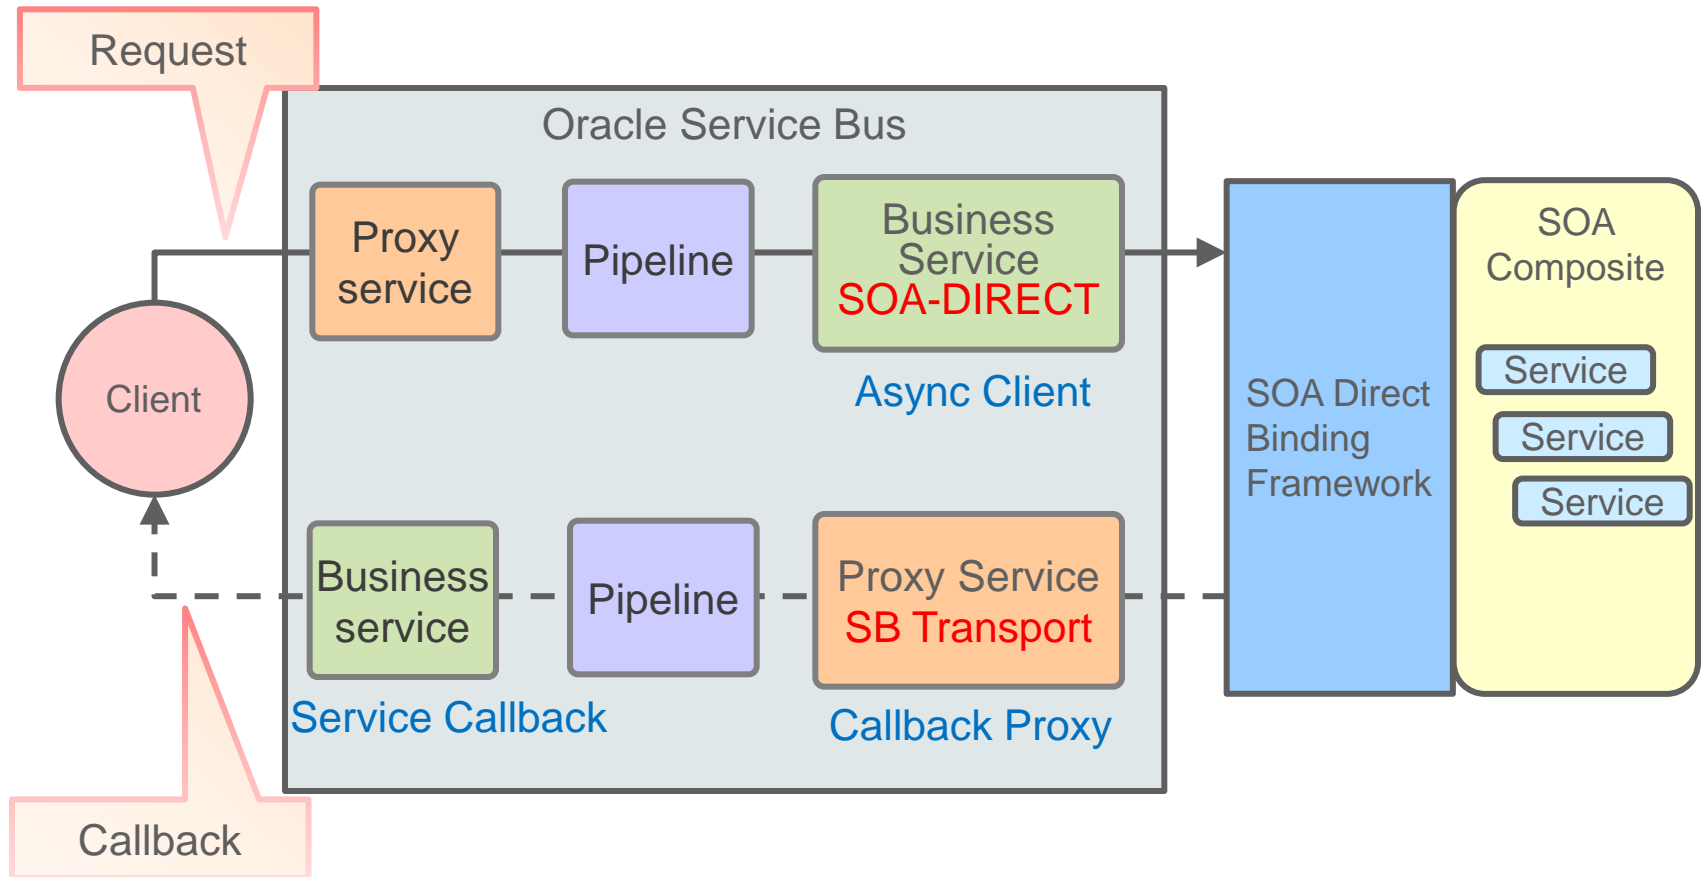 Request
Oracle Service Bus
Proxy
service
Pipeline
Business
Service
SOA-DIRECT
Async Client
Client
SOA Direct
Binding
Framework
SOA
Composite
Service
Service
Service
Business
service
Service Callback
Pipeline
Proxy Service
SB Transport
Callback Proxy
Callback